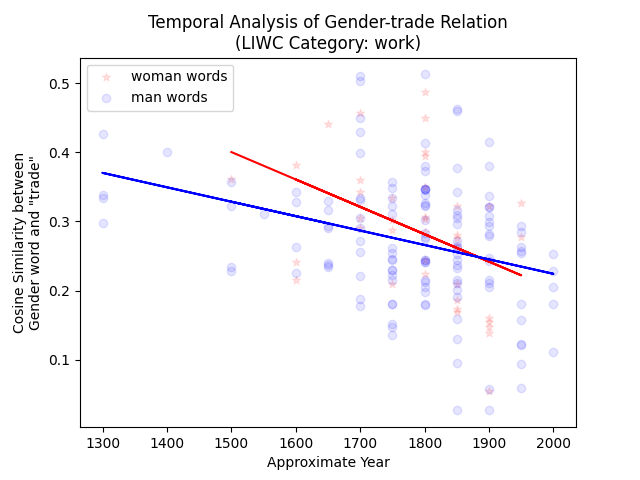 Temporal Analysis of Gender-trade Relation
(LIWC Category: work)
woman words
man words
Cosine Similarity between
Gender word and "trade"
0.5
0.4
0.3
0.2
0.1
1300 1400 1500 1600 1700 1800 1900 2000
Approximate Year